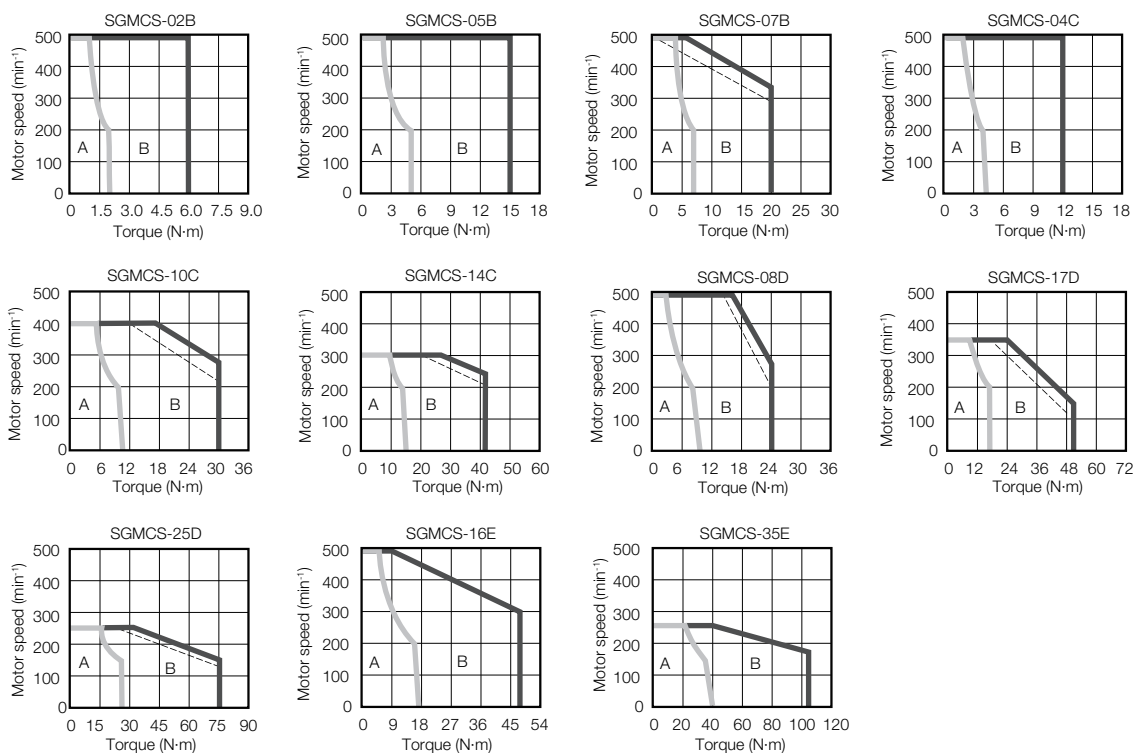 SGMCS-02B
Motor speed (min⁻¹)
500
400
300
200
100
0
A
B
0 1.5 3.0 4.5 6.0 7.5 9.0
Torque (N·m)
SGMCS-05B
Motor speed (min⁻¹)
500
400
300
200
100
0
A
B
0 3 6 9 12 15 18
Torque (N·m)
SGMCS-07B
Motor speed (min⁻¹)
500
400
300
200
100
0
A
B
0 5 10 15 20 25 30
Torque (N·m)
SGMCS-04C
Motor speed (min⁻¹)
500
400
300
200
100
0
A
B
0 3 6 9 12 15 18
Torque (N·m)
SGMCS-10C
Motor speed (min⁻¹)
500
400
300
200
100
0
A
B
0 6 12 18 24 30 36
Torque (N·m)
SGMCS-14C
Motor speed (min⁻¹)
500
400
300
200
100
0
A
B
0 10 20 30 40 50 60
Torque (N·m)
SGMCS-08D
Motor speed (min⁻¹)
500
400
300
200
100
0
A
B
0 6 12 18 24 30 36
Torque (N·m)
SGMCS-17D
Motor speed (min⁻¹)
500
400
300
200
100
0
A
B
0 12 24 36 48 60 72
Torque (N·m)
SGMCS-25D
Motor speed (min⁻¹)
500
400
300
200
100
0
A
B
0 15 30 45 60 75 90
Torque (N·m)
SGMCS-16E
Motor speed (min⁻¹)
500
400
300
200
100
0
A
B
0 9 18 27 36 45 54
Torque (N·m)
SGMCS-35E
Motor speed (min⁻¹)
500
400
300
200
100
0
A
B
0 20 40 60 80 100 120
Torque (N·m)